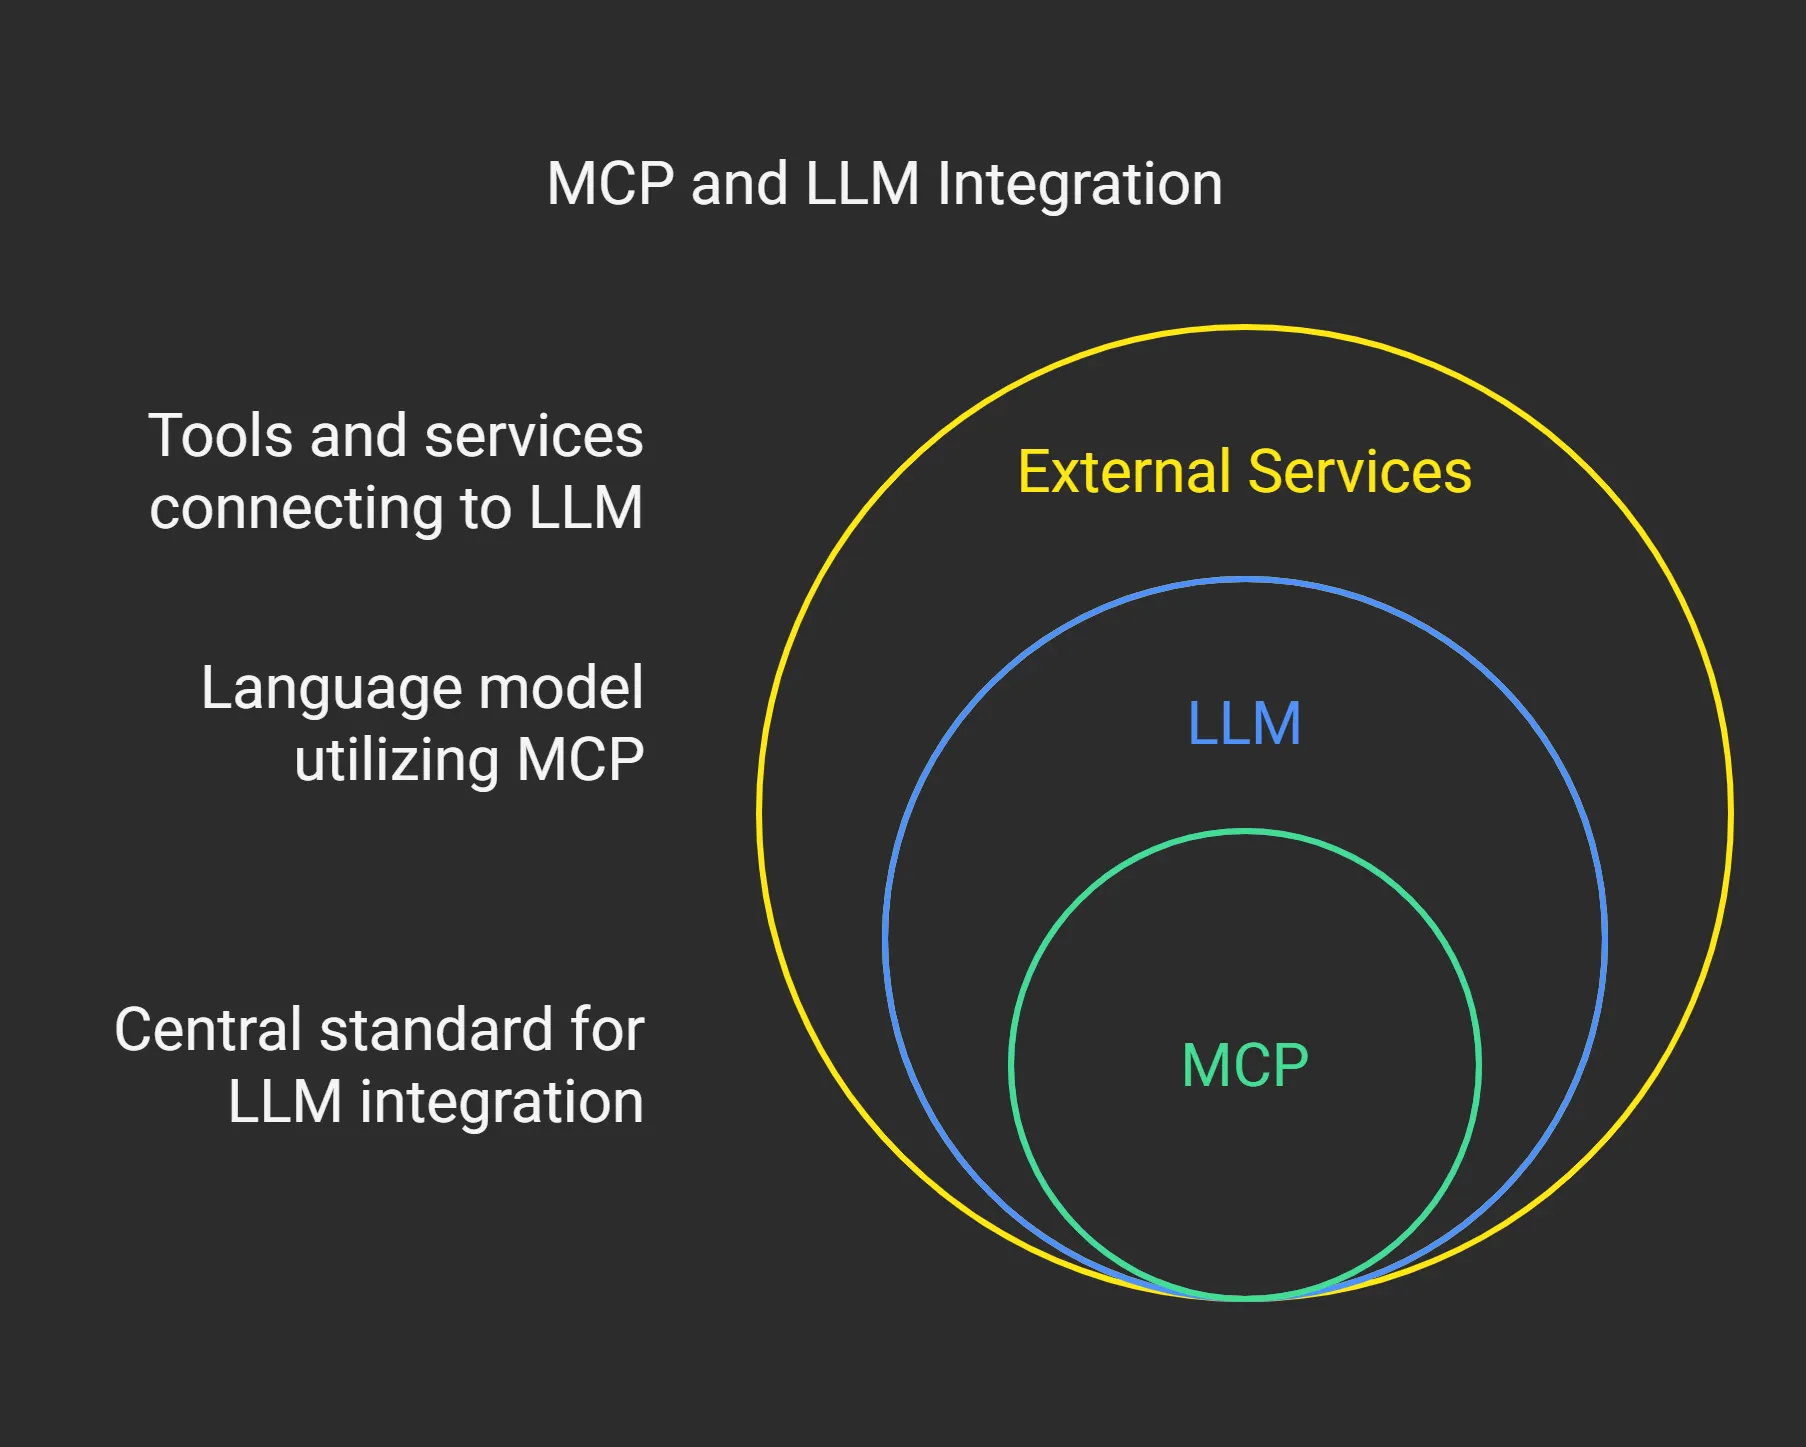 MCP and LLM Integration
Tools and services
connecting to LLM
External Services
Language model
utilizing MCP
LLM
Central standard for
LLM integration
MCP